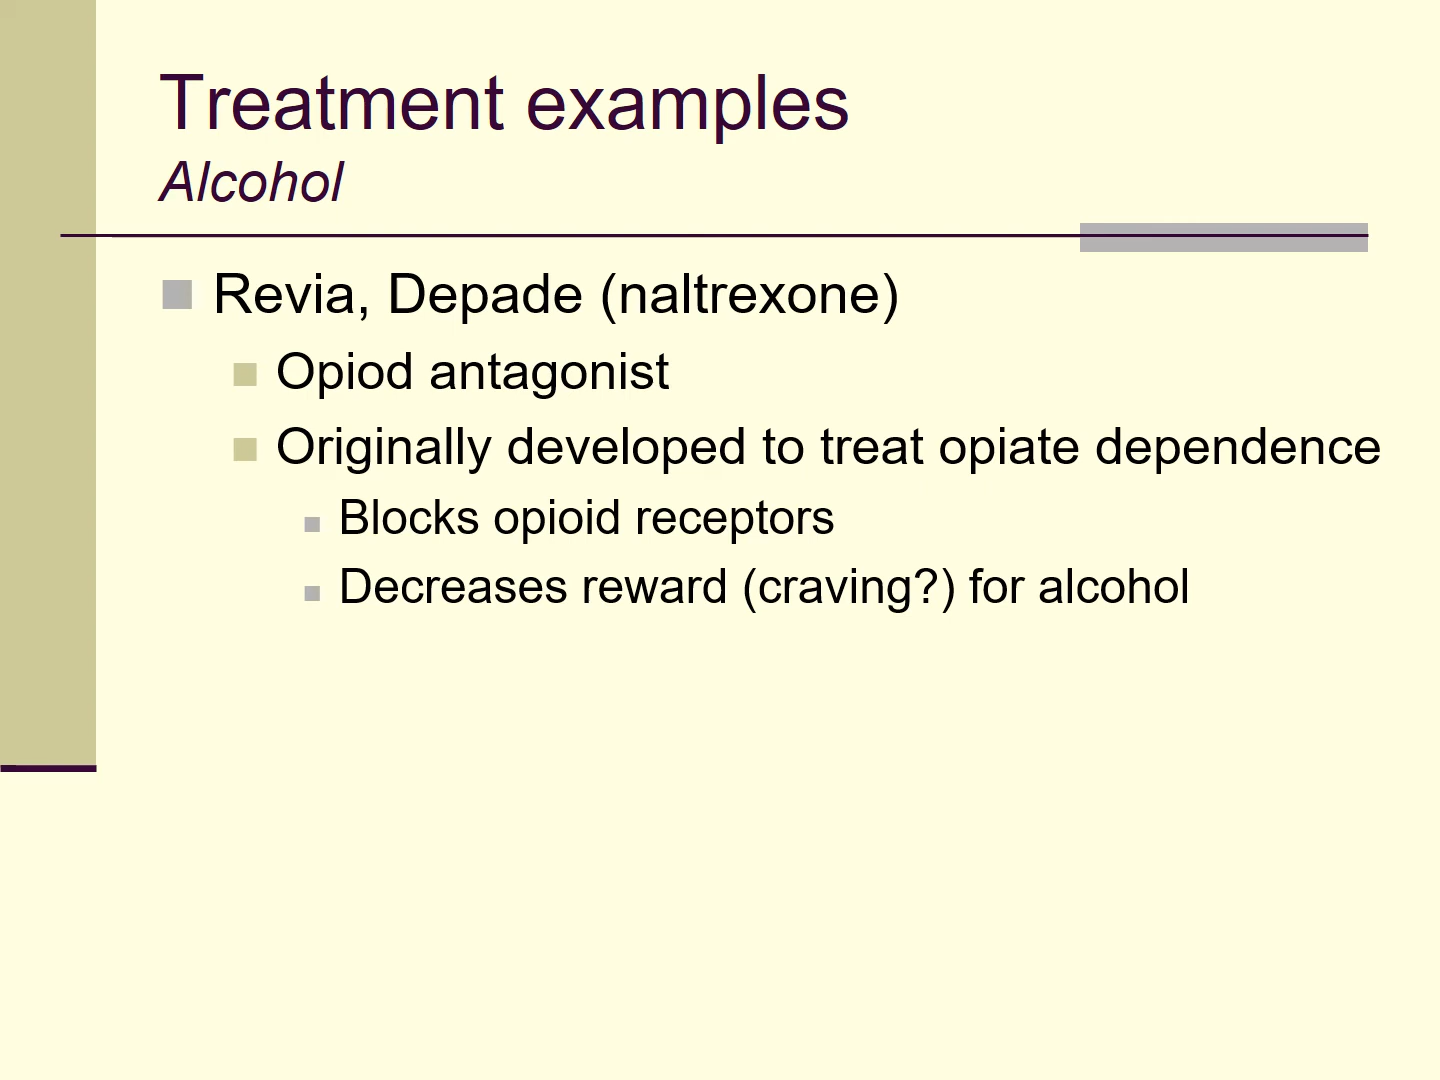 Treatment examples
Alcohol
Revia, Depade (naltrexone)
Opiod antagonist
Originally developed to treat opiate dependence
Blocks opioid receptors
Decreases reward (craving?) for alcohol